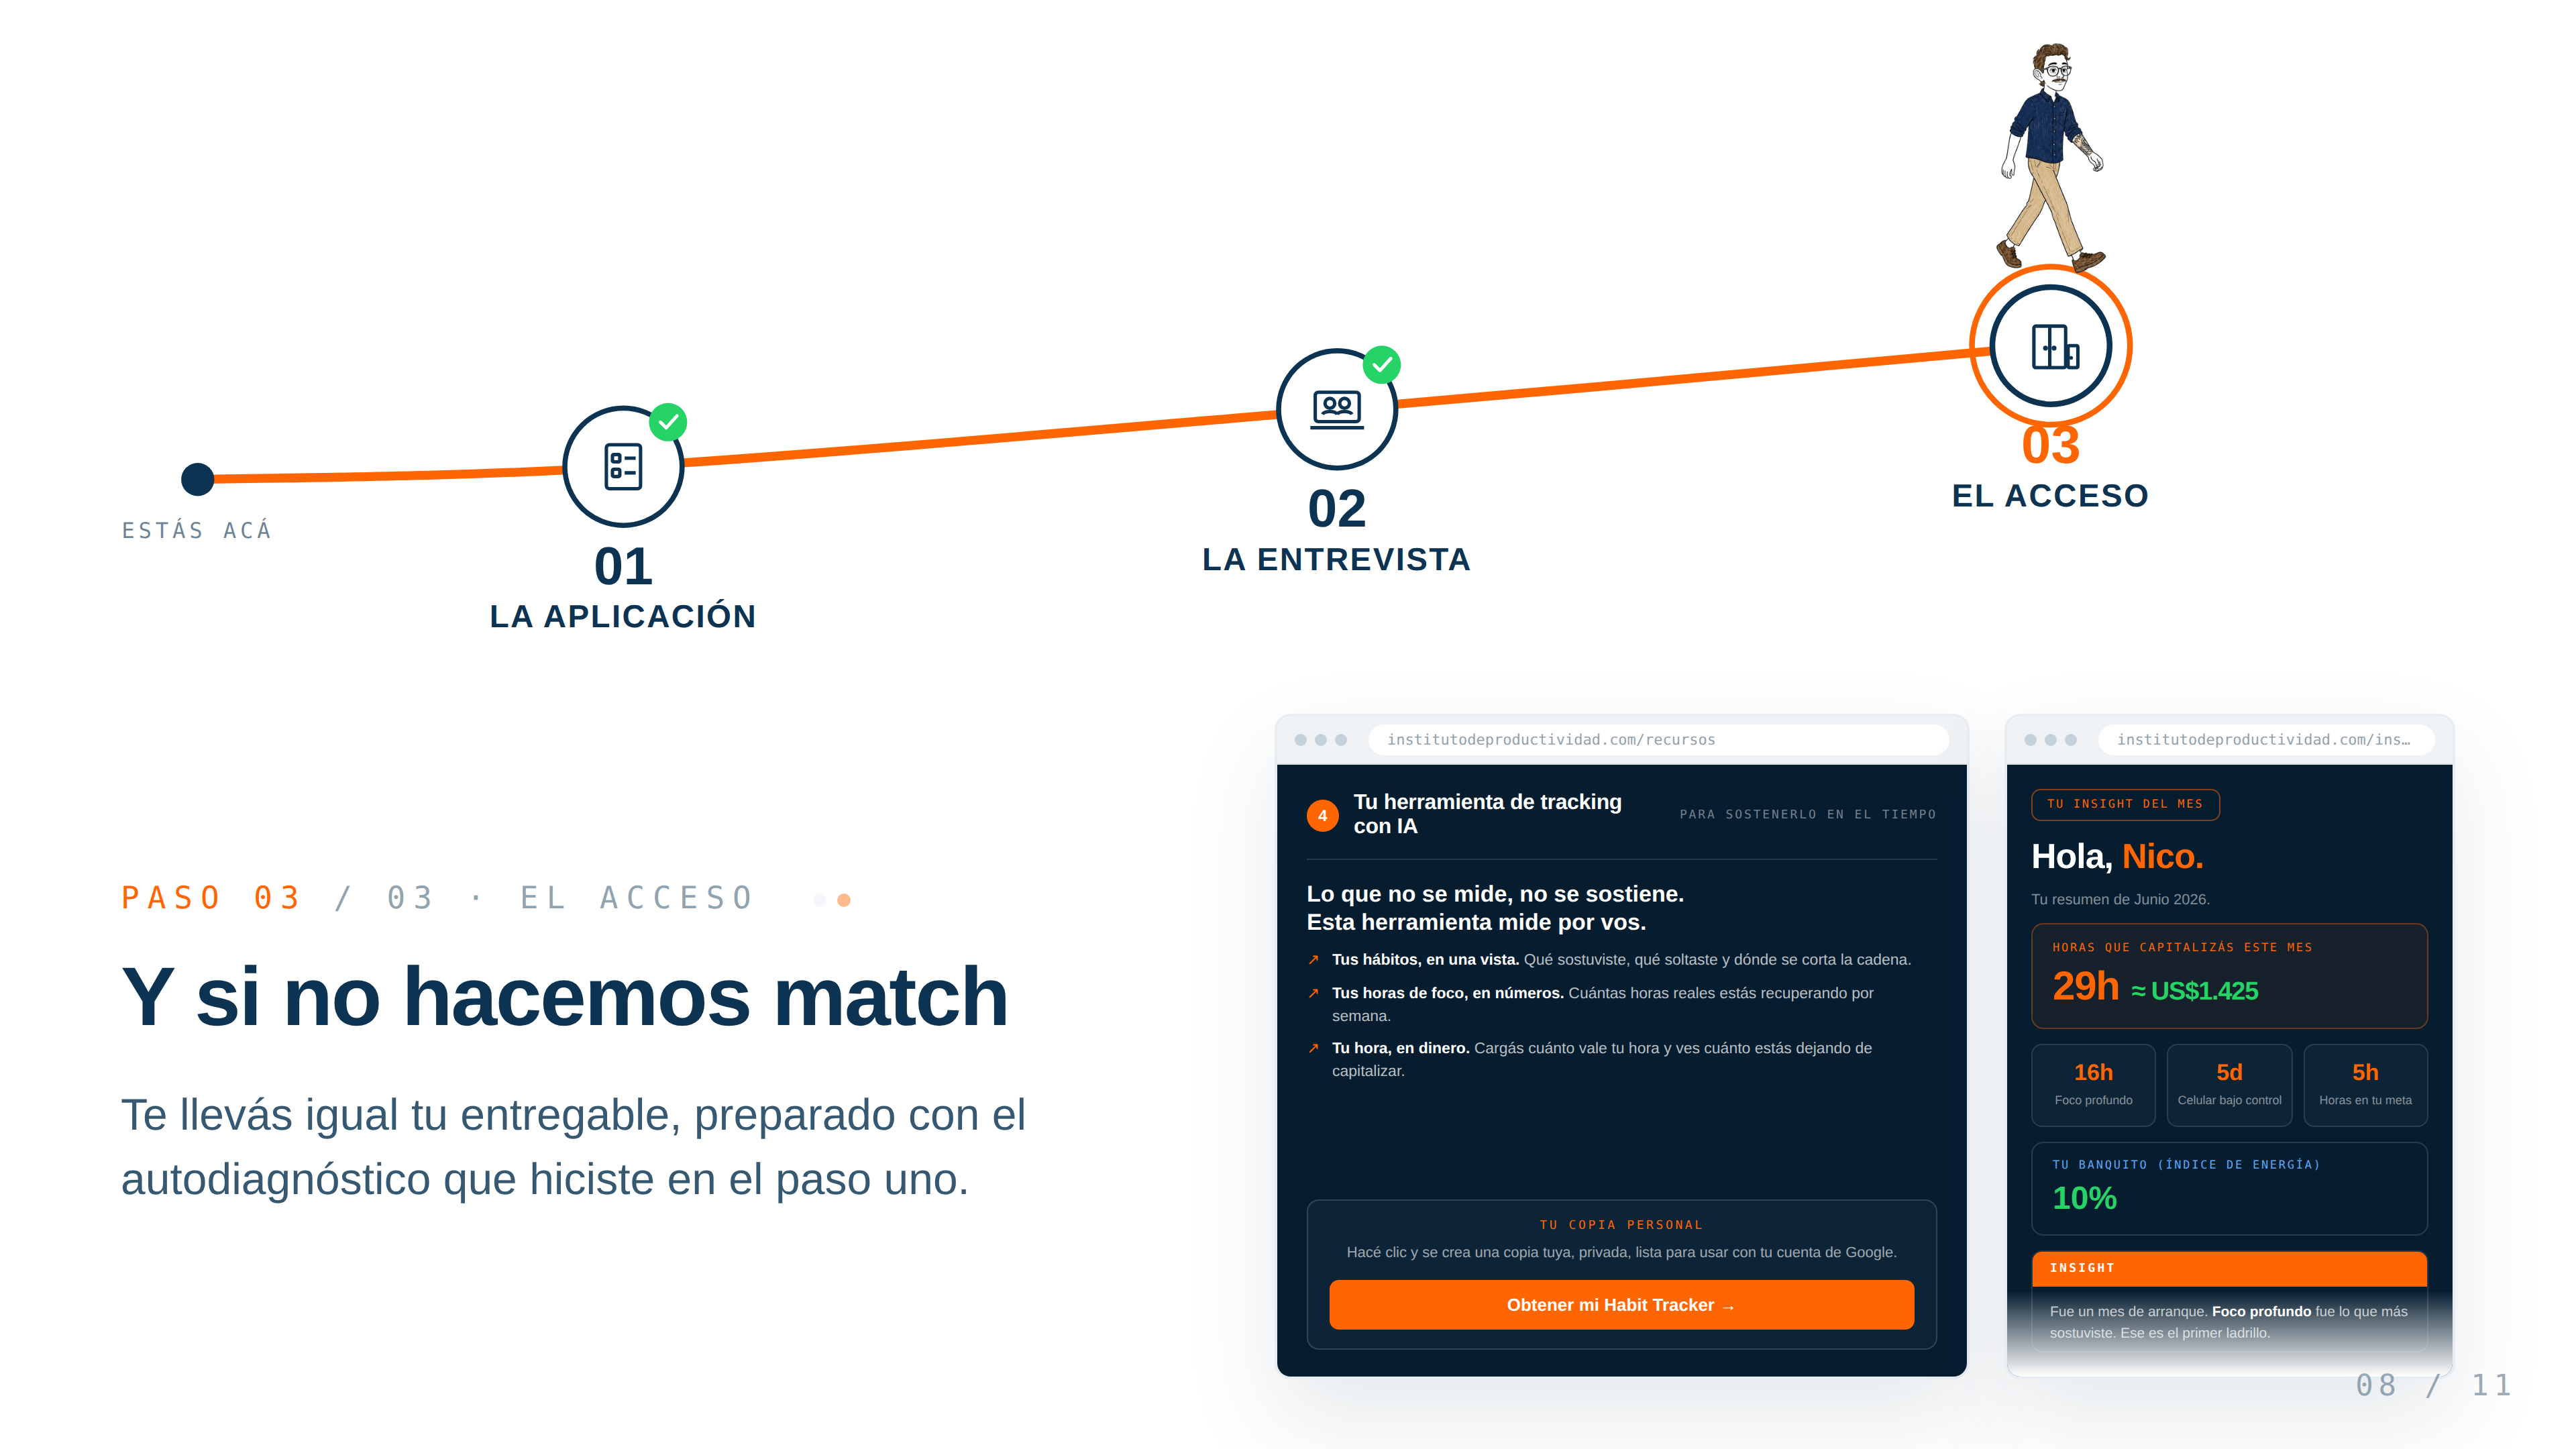 ESTÁS ACÁ
01
LA APLICACIÓN
02
LA ENTREVISTA
03
EL ACCESO
PASO 03 / 03 · EL ACCESO
Y si no hacemos match
Te llevás igual tu entregable, preparado con el
autodiagnóstico que hiciste en el paso uno.
institutodeproductividad.com/recursos
4
Tu herramienta de tracking
con IA
PARA SOSTENERLO EN EL TIEMPO
Lo que no se mide, no se sostiene.
Esta herramienta mide por vos.
↗ Tus hábitos, en una vista. Qué sostuviste, qué soltaste y dónde se corta la cadena.
↗ Tus horas de foco, en números. Cuántas horas reales estás recuperando por
semana.
↗ Tu hora, en dinero. Cargás cuánto vale tu hora y ves cuánto estás dejando de
capitalizar.
TU COPIA PERSONAL
Hacé clic y se crea una copia tuya, privada, lista para usar con tu cuenta de Google.
Obtener mi Habit Tracker →
institutodeproductividad.com/ins…
TU INSIGHT DEL MES
Hola, Nico.
Tu resumen de Junio 2026.
HORAS QUE CAPITALIZÁS ESTE MES
29h ≈ US$1.425
16h
Foco profundo
5d
Celular bajo control
5h
Horas en tu meta
TU BANQUITO (ÍNDICE DE ENERGÍA)
10%
INSIGHT
Fue un mes de arranque. Foco profundo fue lo que más
sostuviste. Ese es el primer ladrillo.
08 / 11